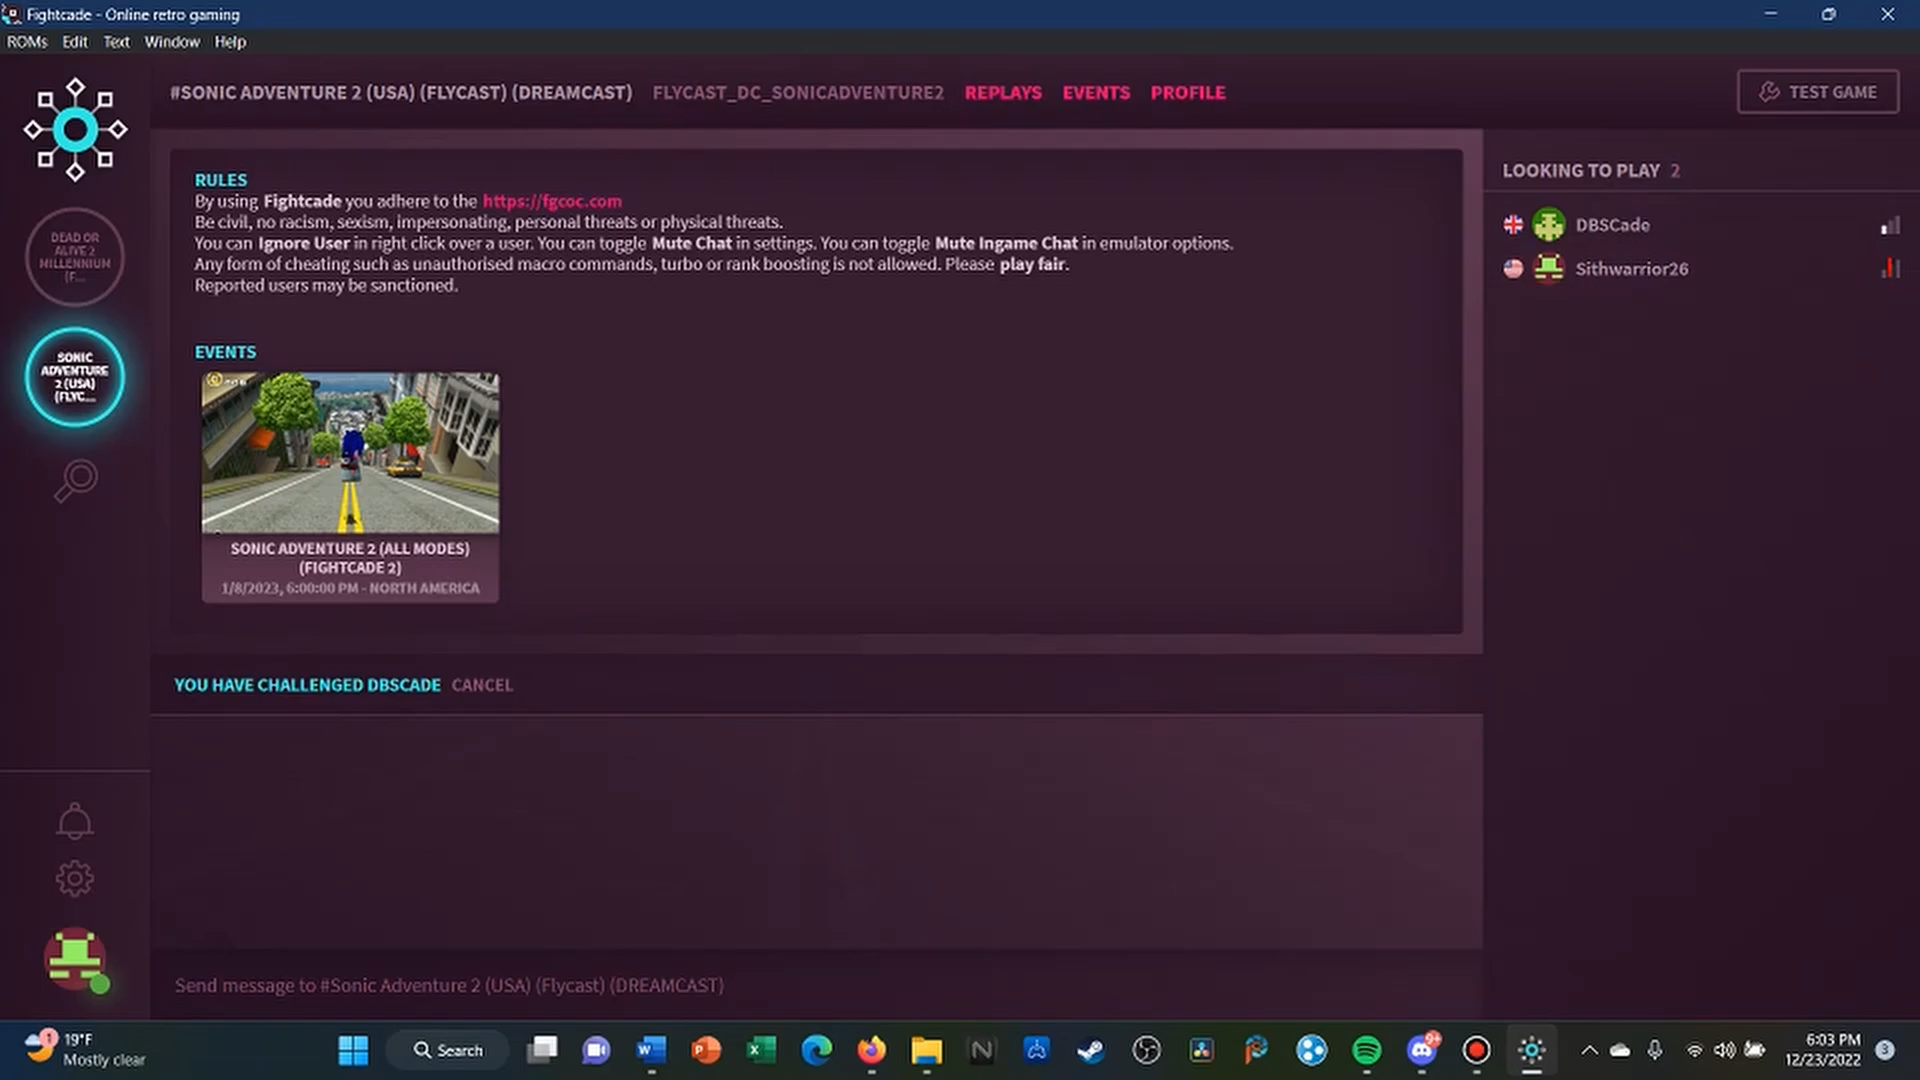 Fightcade - Online retro gaming
ROMs Edit Text Window Help
#SONIC ADVENTURE 2 (USA) (FLYCAST) (DREAMCAST) FLYCAST_DC_SONICADVENTURE2 REPLAYS EVENTS PROFILE
TEST GAME
DEAD OR
ALIVE 2
MILLENNIUM
(F...
SONIC
ADVENTURE
2 (USA)
(FLYC...
RULES
By using Fightcade you adhere to the https://fgcoc.com
Be civil, no racism, sexism, impersonating, personal threats or physical threats.
You can Ignore User in right click over a user. You can toggle Mute Chat in settings. You can toggle Mute Ingame Chat in emulator options.
Any form of cheating such as unauthorised macro commands, turbo or rank boosting is not allowed. Please play fair.
Reported users may be sanctioned.
EVENTS
SONIC ADVENTURE 2 (ALL MODES)
(FIGHTCADE 2)
1/8/2023, 6:00:00 PM - NORTH AMERICA
LOOKING TO PLAY 2
DBSCade
Sithwarrior26
YOU HAVE CHALLENGED DBSCADE CANCEL
Send message to #Sonic Adventure 2 (USA) (Flycast) (DREAMCAST)
1
19°F
Mostly clear
Search
W
P
X
N
9+
6:03 PM
12/23/2022
3